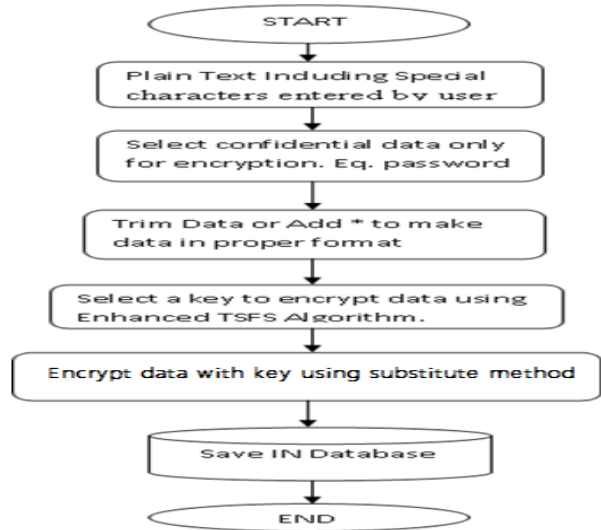 START
Plain Text Including Special
characters entered by user
Select confidential data only
for encryption. Eq. password
Trim Data or Add * to make
data in proper format
Select a key to encrypt data using
Enhanced TSFS Algorithm.
Encrypt data with key using substitute method
Save IN Database
END